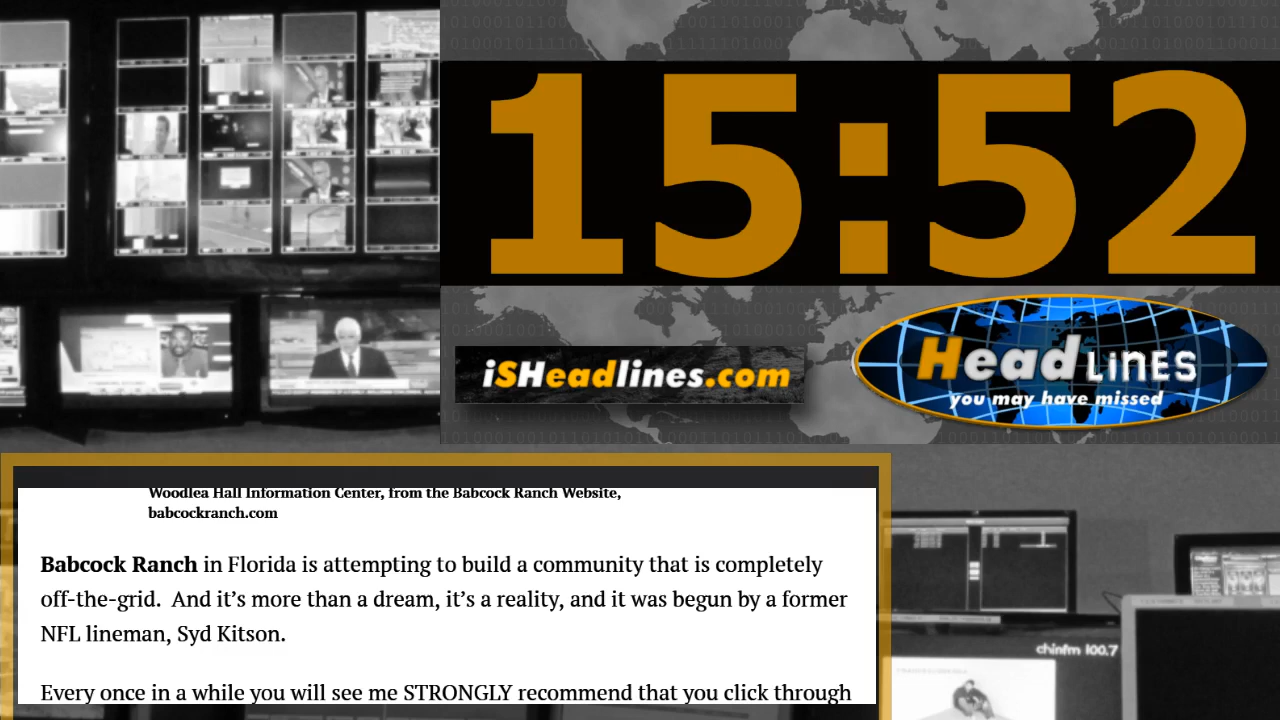 15:52
iSHeadlines.com
HeadLINES
you may have missed
Woodlea Hall Information Center, from the Babcock Ranch Website,
babcockranch.com
Babcock Ranch in Florida is attempting to build a community that is completely
off-the-grid. And it's more than a dream, it's a reality, and it was begun by a former
NFL lineman, Syd Kitson.
Every once in a while you will see me STRONGLY recommend that you click through
chinfm 100.7